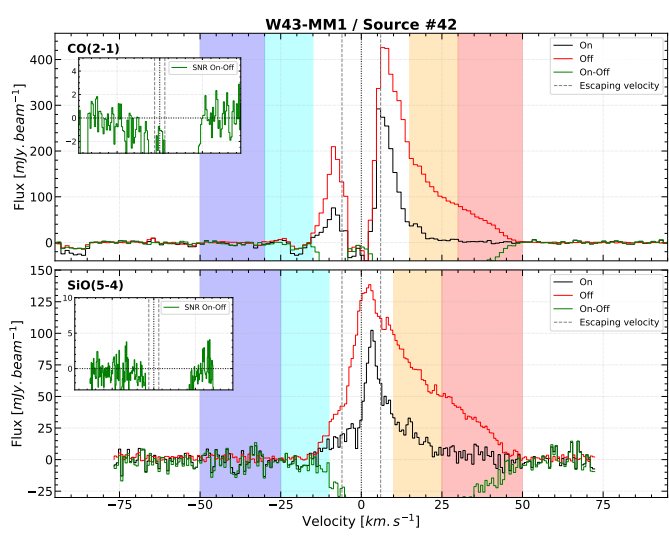 W43-MM1 / Source #42
CO(2-1)
SNR On-Off
4
2
0
−2
On
Off
On-Off
Escaping velocity
400
300
200
100
0
Flux [mJy. beam⁻¹]
SiO(5-4)
SNR On-Off
10
5
0
On
Off
On-Off
Escaping velocity
150
125
100
75
50
25
0
−25
Flux [mJy. beam⁻¹]
−75 −50 −25 0 25 50 75
Velocity [km. s⁻¹]